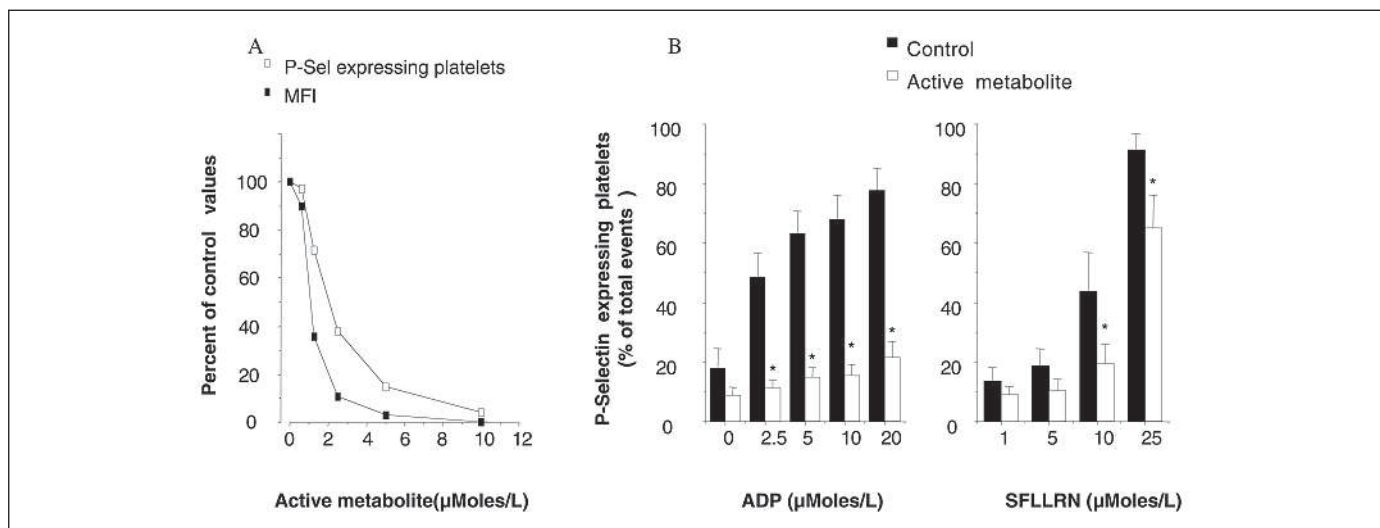 A
P-Sel expressing platelets
MFI
Percent of control values
100
80
60
40
20
0
0 2 4 6 8 10 12
Active metabolite(µMoles/L)
B
Control
Active metabolite
P-Selectin expressing platelets
(% of total events )
100
80
60
40
20
0
* * * *
0 2.5 5 10 20
ADP (µMoles/L)
100
80
60
40
20
0
* *
1 5 10 25
SFLLRN (µMoles/L)